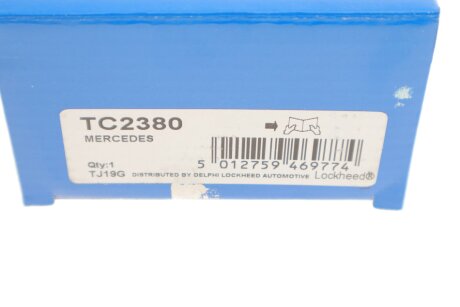 TC2380
MERCEDES
5 012759 469774
Qty:1
TJ19G DISTRIBUTED BY DELPHI LOCKHEED AUTOMOTIVE Lockheed®